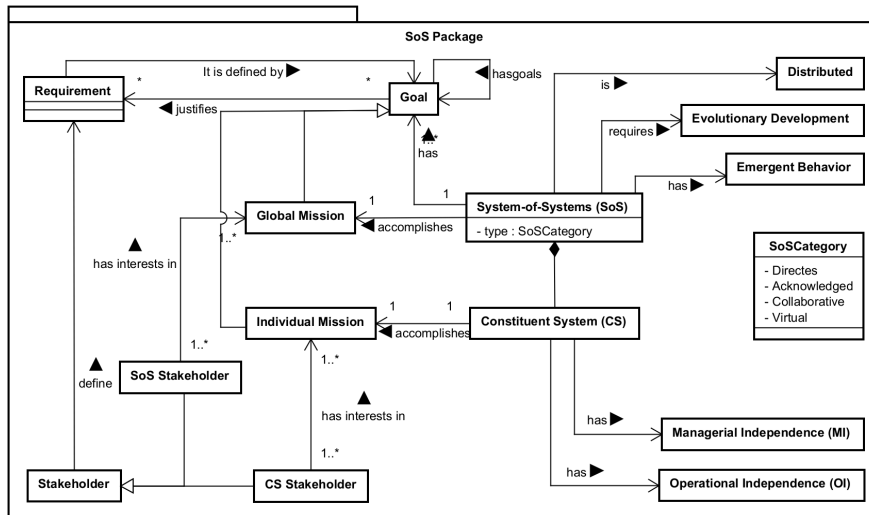 SoS Package
It is defined by
hasgoals
Distributed
is
Requirement
*
*
Goal
justifies
Evolutionary Development
requires
1..*
has
Emergent Behavior
has
Global Mission
1
1
System-of-Systems (SoS)
accomplishes
- type : SoSCategory
1..*
has interests in
SoSCategory
- Directes
- Acknowledged
- Collaborative
- Virtual
Individual Mission
1
1
Constituent System (CS)
accomplishes
1..*
1..*
SoS Stakeholder
define
has interests in
has
Managerial Independence (MI)
1..*
has
Stakeholder
CS Stakeholder
Operational Independence (OI)